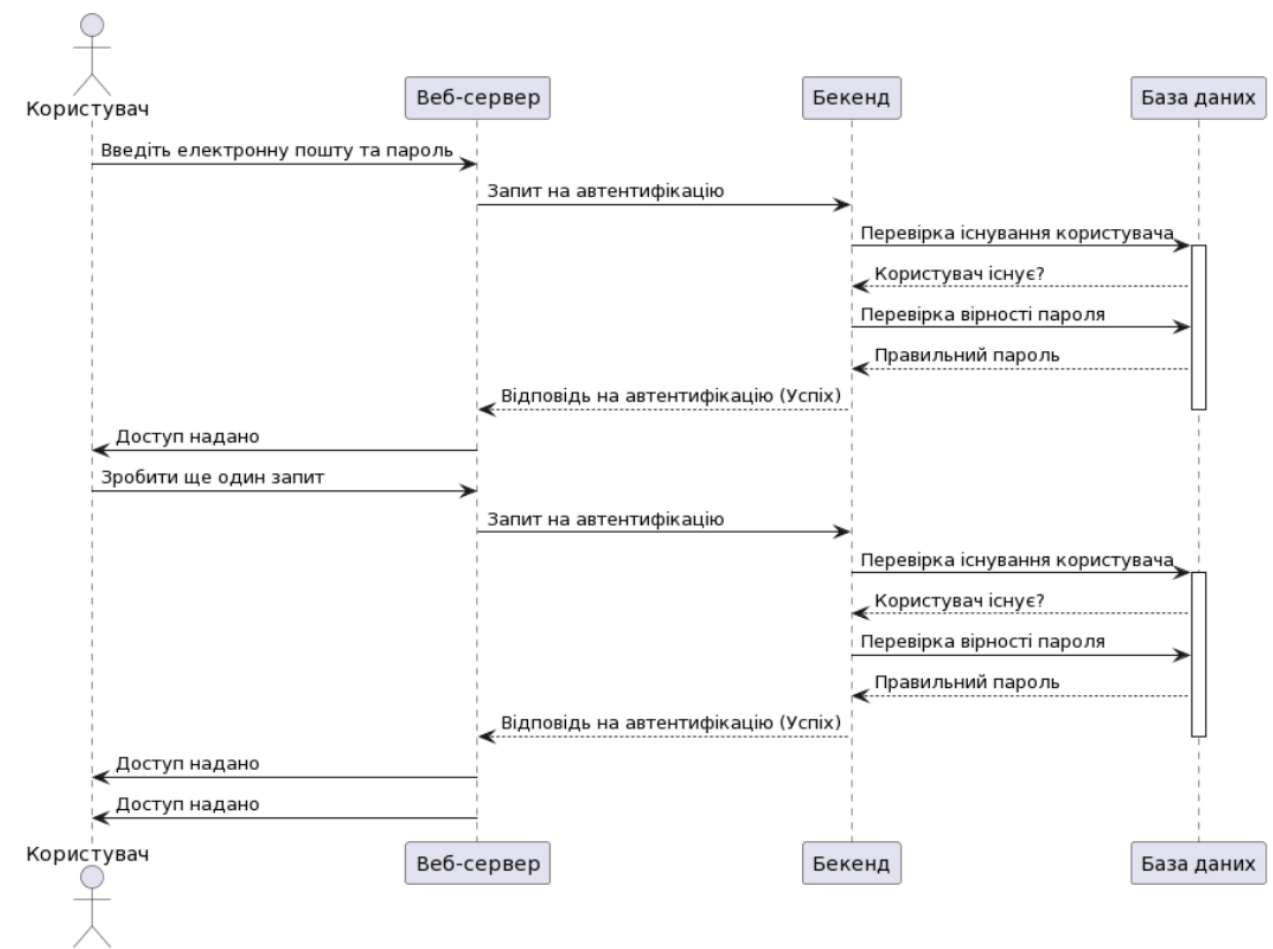 Користувач
Веб-сервер
Бекенд
База даних
Введіть електронну пошту та пароль
Запит на автентифікацію
Перевірка існування користувача
Користувач існує?
Перевірка вірності пароля
Правильний пароль
Відповідь на автентифікацію (Успіх)
Доступ надано
Зробити ще один запит
Запит на автентифікацію
Перевірка існування користувача
Користувач існує?
Перевірка вірності пароля
Правильний пароль
Відповідь на автентифікацію (Успіх)
Доступ надано
Доступ надано
Користувач
Веб-сервер
Бекенд
База даних